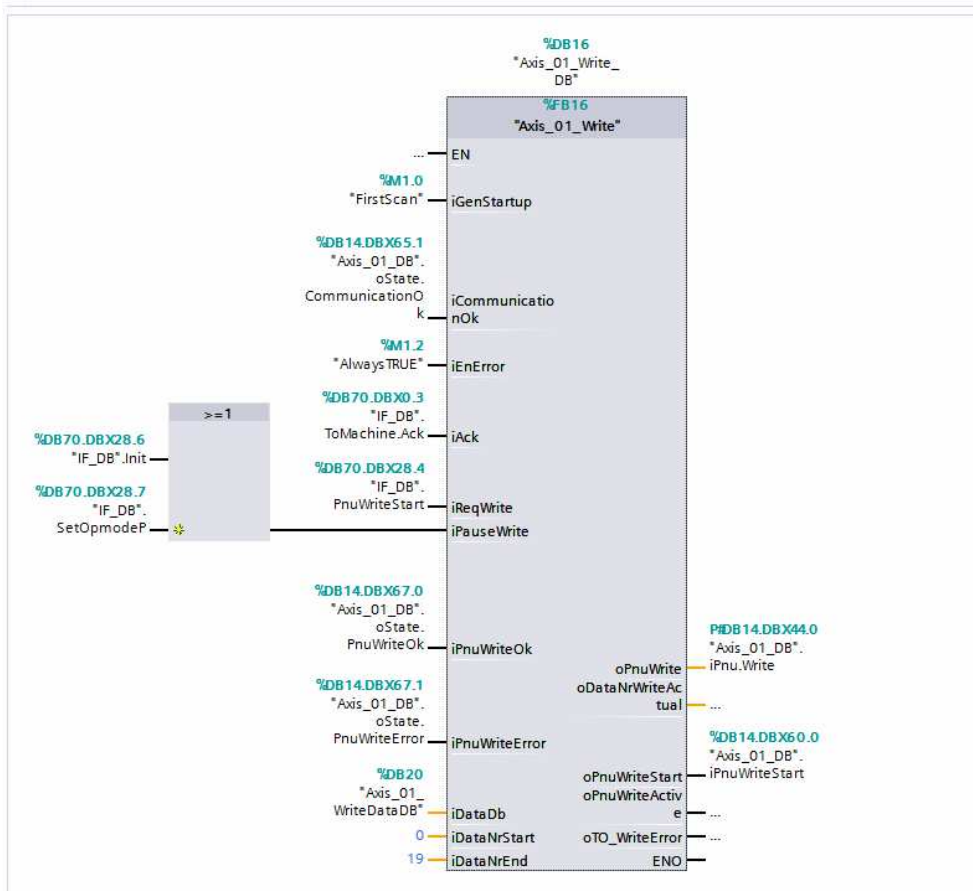 %DB16
"Axis_01_Write_
DB"
%FB16
"Axis_01_Write"
... EN
%M1.0
"FirstScan" iGenStartup
%DB14.DBX65.1
"Axis_01_DB".
oState.
CommunicationO
k
iCommunicatio
nOk
%M1.2
"AlwaysTRUE" iEnError
>=1
%DB70.DBX28.6
"IF_DB".Init
%DB70.DBX28.7
"IF_DB".
SetOpmodeP
%DB70.DBX0.3
"IF_DB".
ToMachine.Ack iAck
%DB70.DBX28.4
"IF_DB".
PnuWriteStart iReqWrite
iPauseWrite
%DB14.DBX67.0
"Axis_01_DB".
oState.
PnuWriteOk iPnuWriteOk
%DB14.DBX67.1
"Axis_01_DB".
oState.
PnuWriteError iPnuWriteError
%DB20
"Axis_01_
WriteDataDB" iDataDb
0 iDataNrStart
19 iDataNrEnd
P#DB14.DBX44.0
"Axis_01_DB".
oPnuWrite iPnu.Write
oDataNrWriteAc
tual ...
%DB14.DBX60.0
"Axis_01_DB".
oPnuWriteStart iPnuWriteStart
oPnuWriteActiv
e ...
oTO_WriteError ...
ENO